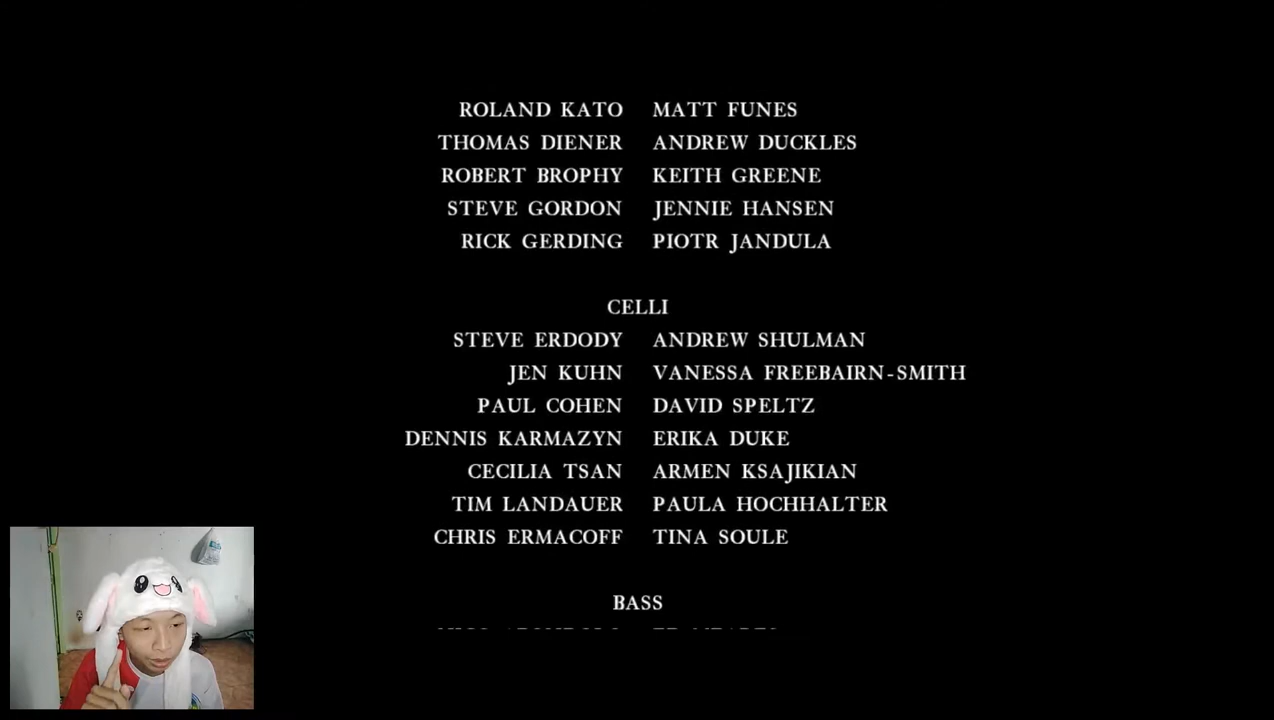 ROLAND KATO MATT FUNES
THOMAS DIENER ANDREW DUCKLES
ROBERT BROPHY KEITH GREENE
STEVE GORDON JENNIE HANSEN
RICK GERDING PIOTR JANDULA
CELLI
STEVE ERDODY ANDREW SHULMAN
JEN KUHN VANESSA FREEBAIRN-SMITH
PAUL COHEN DAVID SPELTZ
DENNIS KARMAZYN ERIKA DUKE
CECILIA TSAN ARMEN KSAJIKIAN
TIM LANDAUER PAULA HOCHHALTER
CHRIS ERMACOFF TINA SOULE
BASS